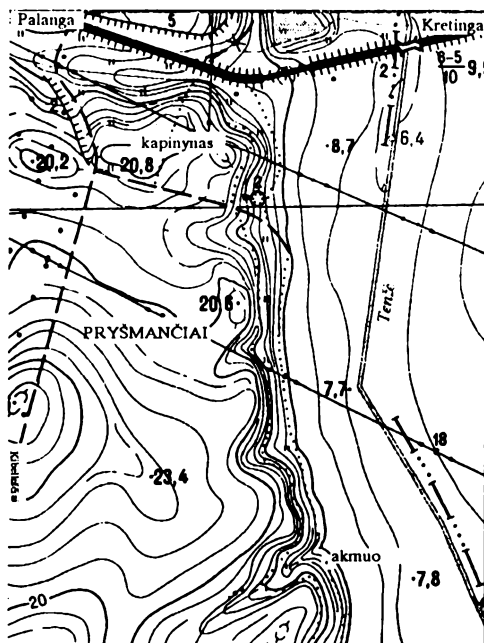 Palanga
5
Kretinga
2
8-5
10
9,9
kapinynas
8,7
6,4
20,2
20,8
20,6
Tenžė
PRYŠMANČIAI
7,7
18
23,4
akmuo
7,8
20